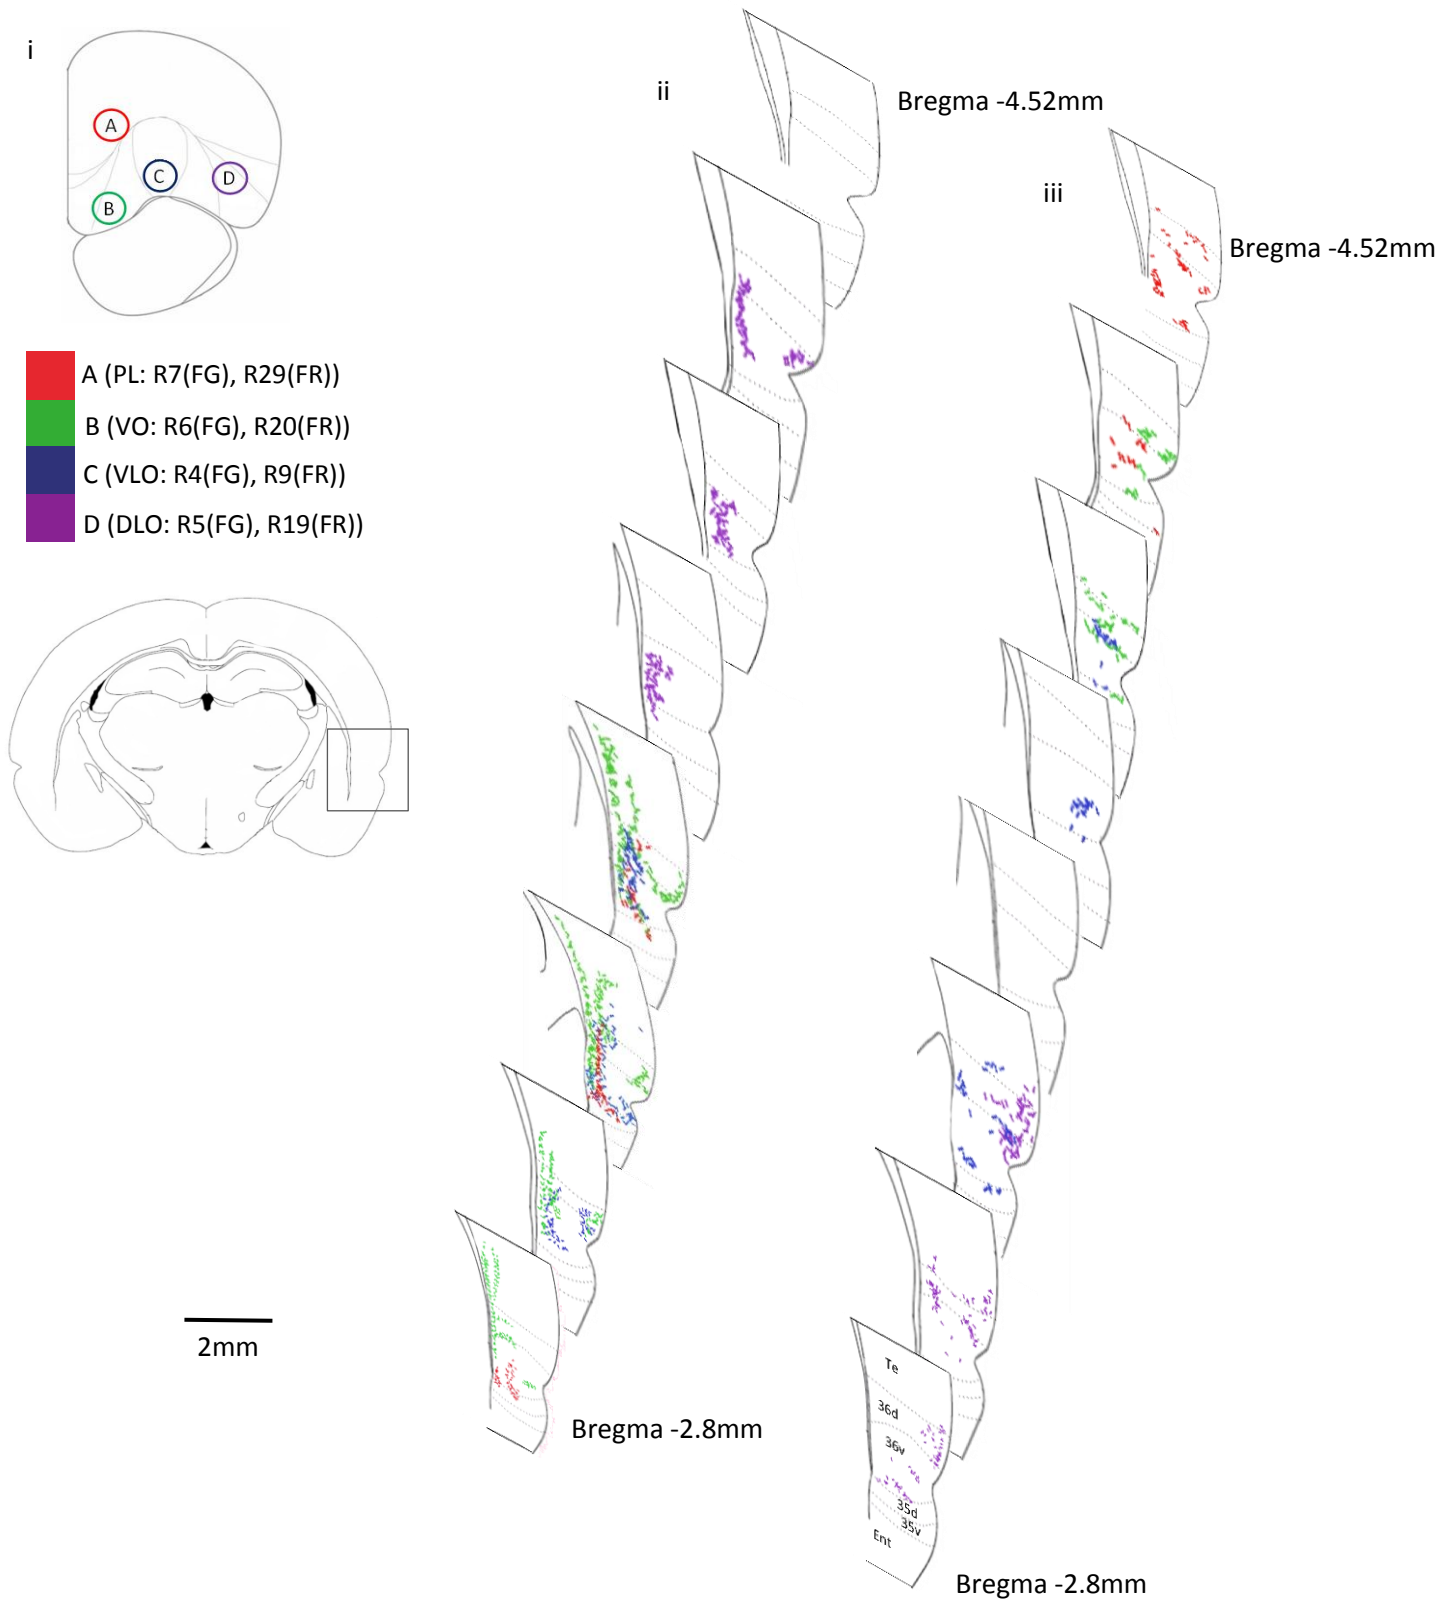 i
A
B
C
D
A (PL: R7(FG), R29(FR))
B (VO: R6(FG), R20(FR))
C (VLO: R4(FG), R9(FR))
D (DLO: R5(FG), R19(FR))
2mm
ii
Bregma -4.52mm
Bregma -2.8mm
iii
Bregma -4.52mm
Te
36d
36v
35d
35v
Ent
Bregma -2.8mm